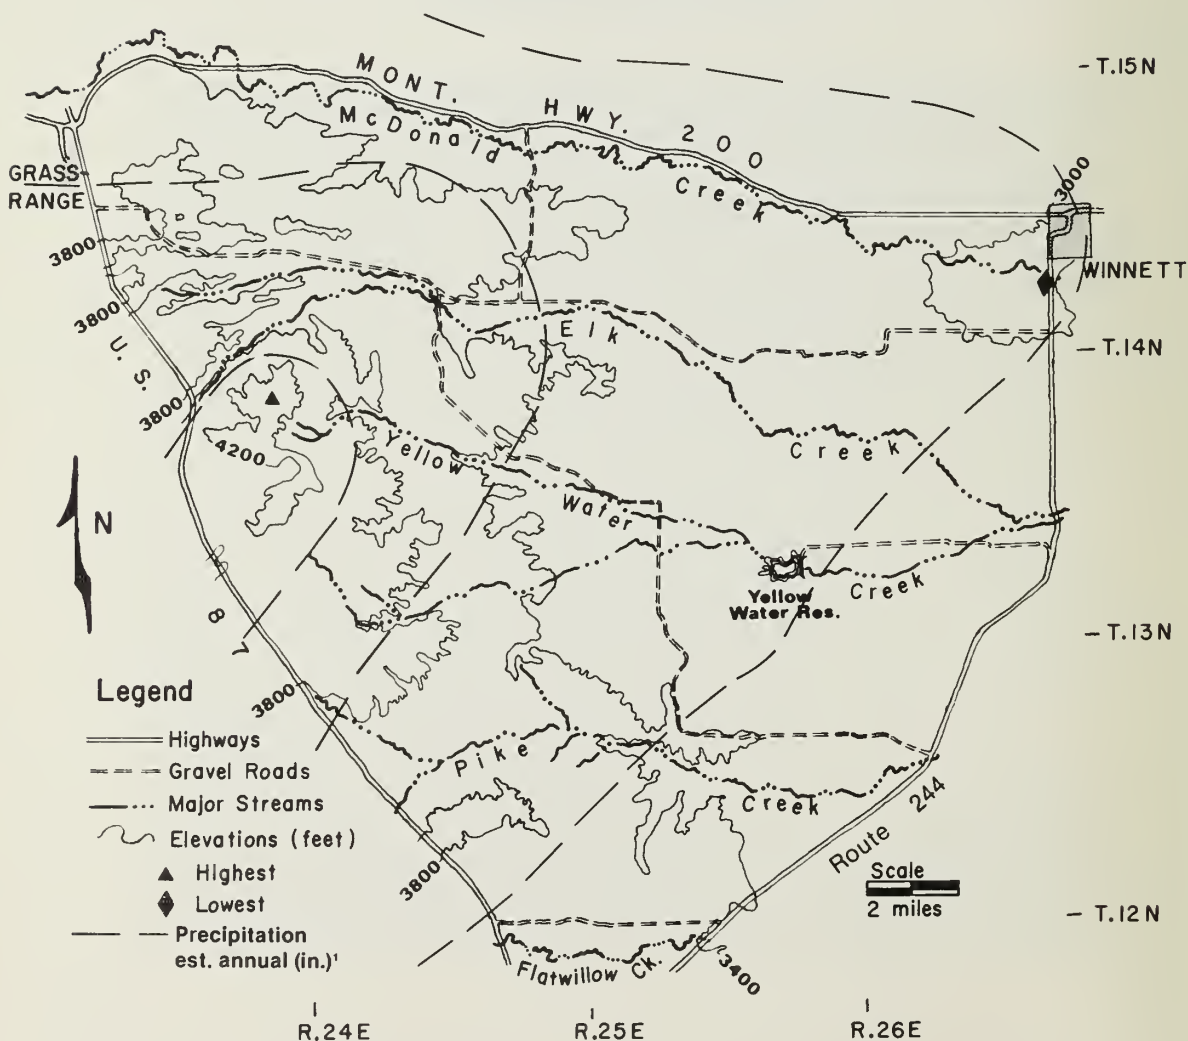 T.15N
MONT. HWY. 200
McDonald Creek
GRASS
RANGE
3000
3800
WINNETT
3800
U.S. 87
Elk Creek
T.14N
3800
4200
Yellow Water Creek
N
Yellow
Water Res.
T.13N
3800
Legend
Highways
Gravel Roads
Major Streams
Elevations (feet)
Highest
Lowest
Precipitation
est. annual (in.)¹
Pike Creek
3800
Route 244
Scale
2 miles
T.12N
Flatwillow Ck.
3400
R.24E
R.25E
R.26E